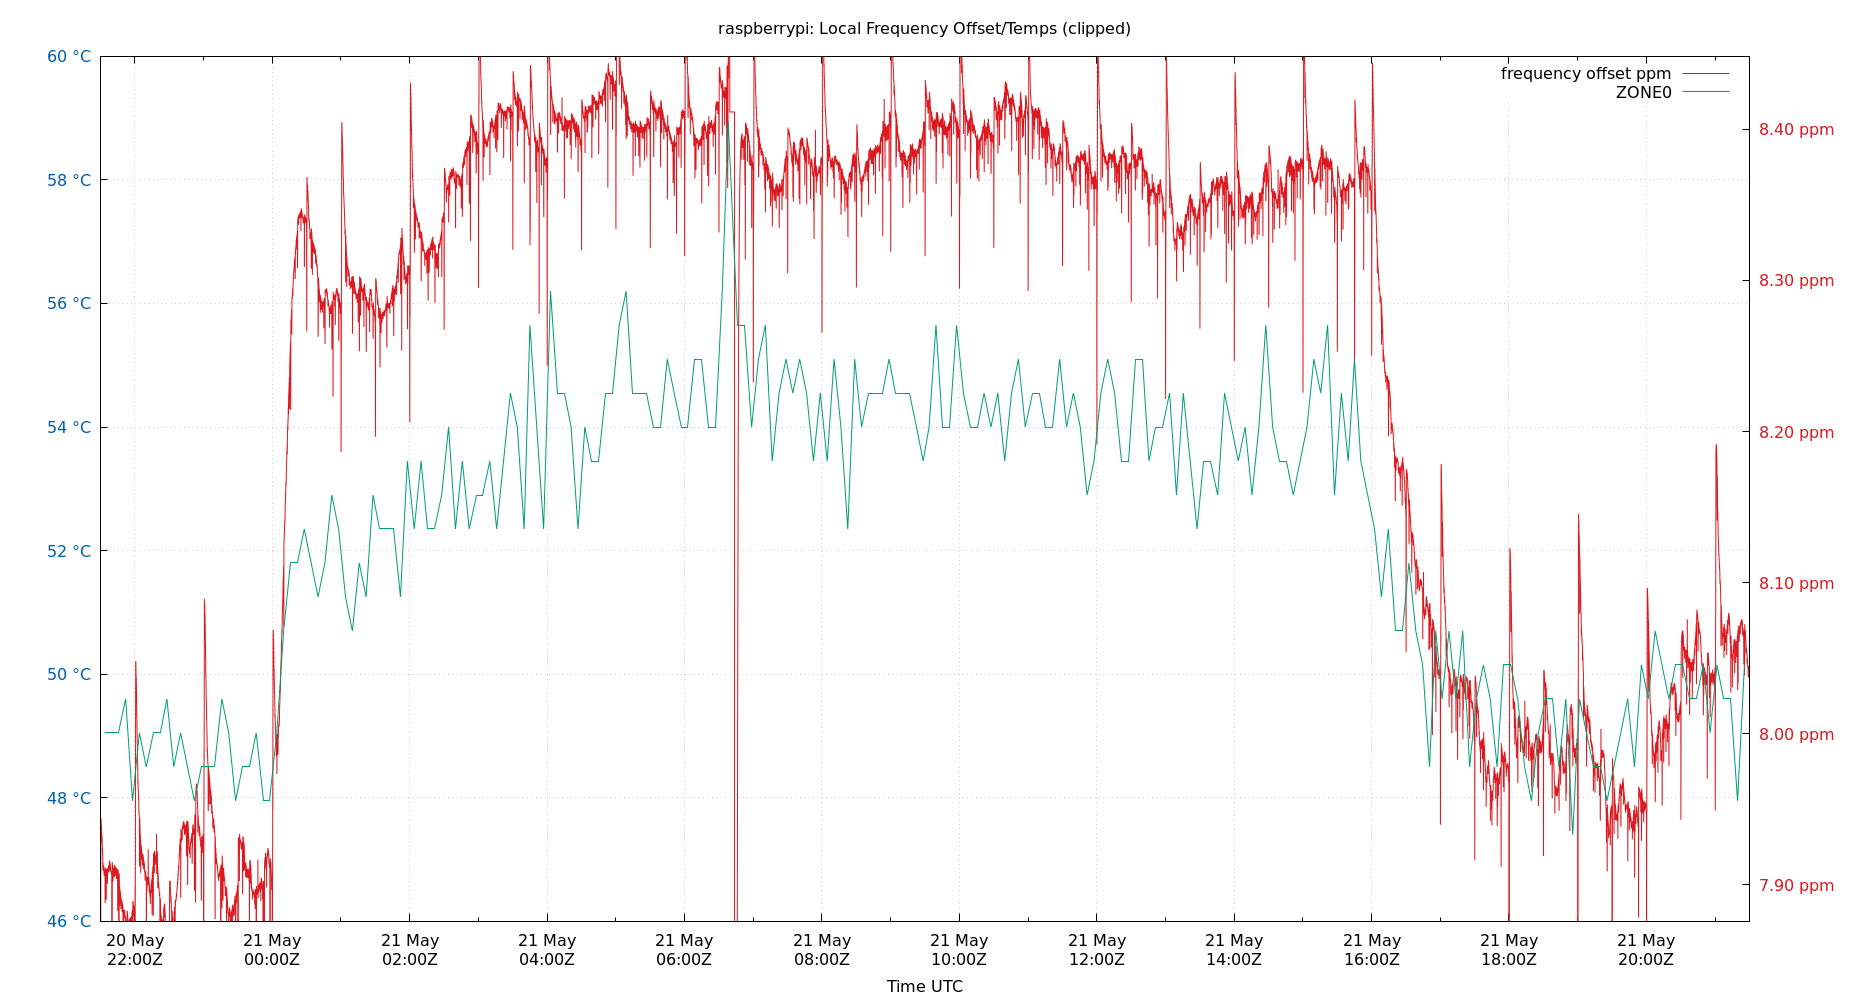 raspberrypi: Local Frequency Offset/Temps (clipped)
frequency offset ppm
ZONE0
60 °C
58 °C
56 °C
54 °C
52 °C
50 °C
48 °C
46 °C
8.40 ppm
8.30 ppm
8.20 ppm
8.10 ppm
8.00 ppm
7.90 ppm
20 May 21 May 21 May 21 May 21 May 21 May 21 May 21 May 21 May 21 May 21 May 21 May
22:00Z 00:00Z 02:00Z 04:00Z 06:00Z 08:00Z 10:00Z 12:00Z 14:00Z 16:00Z 18:00Z 20:00Z
Time UTC